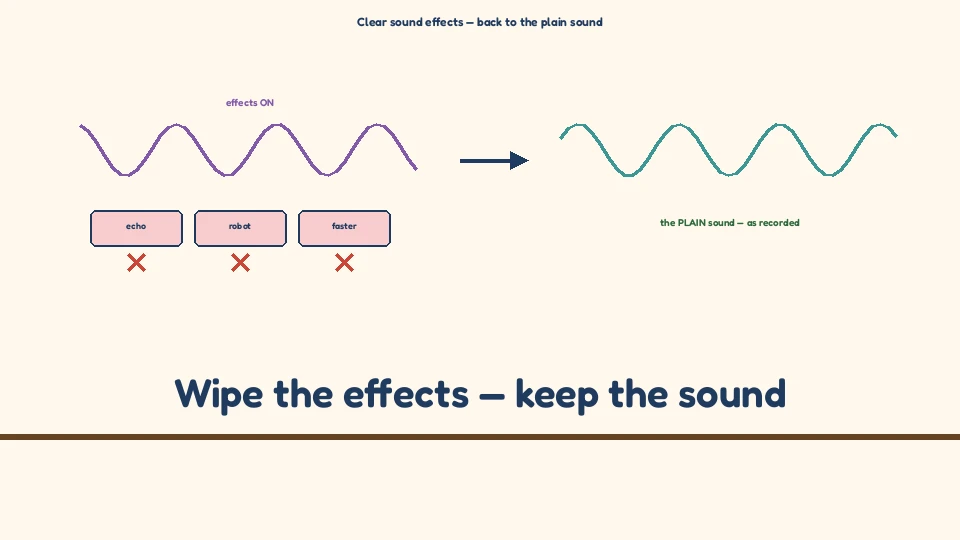 Clear sound effects — back to the plain sound
effects ON
echo
robot
faster
the PLAIN sound — as recorded
Wipe the effects — keep the sound